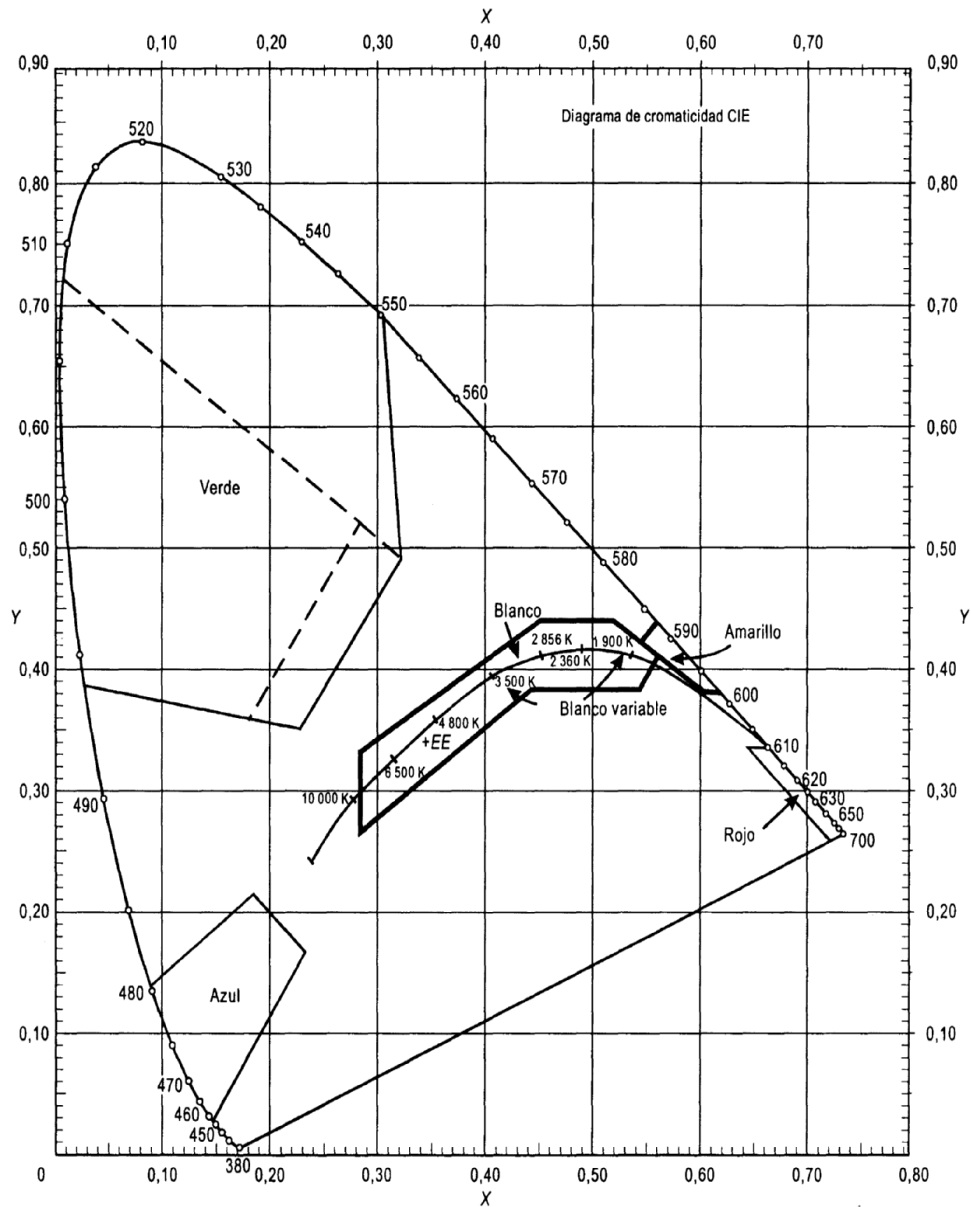 X
0,10 0,20 0,30 0,40 0,50 0,60 0,70
0,90 0,90
Diagrama de cromaticidad CIE
520
530
0,80 0,80
540
510
0,70 550 0,70
560
0,60 0,60
570
Verde
500
0,50 580 0,50
Blanco
Y Y
590
Amarillo
2 856 K 1 900 K
2 360 K
0,40 0,40
3 500 K
600
Blanco variable
4 800 K
+EE
610
6 500 K
620
10 000 K
0,30 630 0,30
490
650
Rojo
700
0,20 0,20
480
Azul
0,10 0,10
470
460
450
380
0 0,10 0,20 0,30 0,40 0,50 0,60 0,70 0,80
X